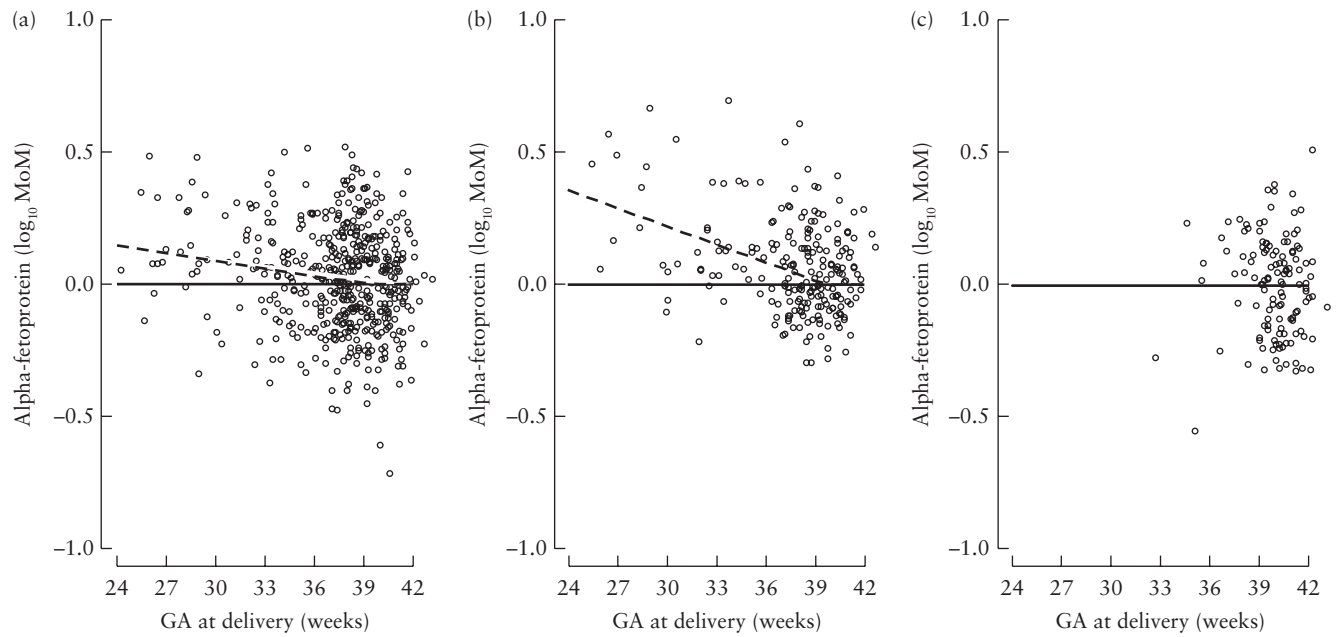 (a)
1.0
0.5
0.0
–0.5
–1.0
Alpha-fetoprotein (log10 MoM)
24 27 30 33 36 39 42
GA at delivery (weeks)
(b)
1.0
0.5
0.0
–0.5
–1.0
Alpha-fetoprotein (log10 MoM)
24 27 30 33 36 39 42
GA at delivery (weeks)
(c)
1.0
0.5
0.0
–0.5
–1.0
Alpha-fetoprotein (log10 MoM)
24 27 30 33 36 39 42
GA at delivery (weeks)